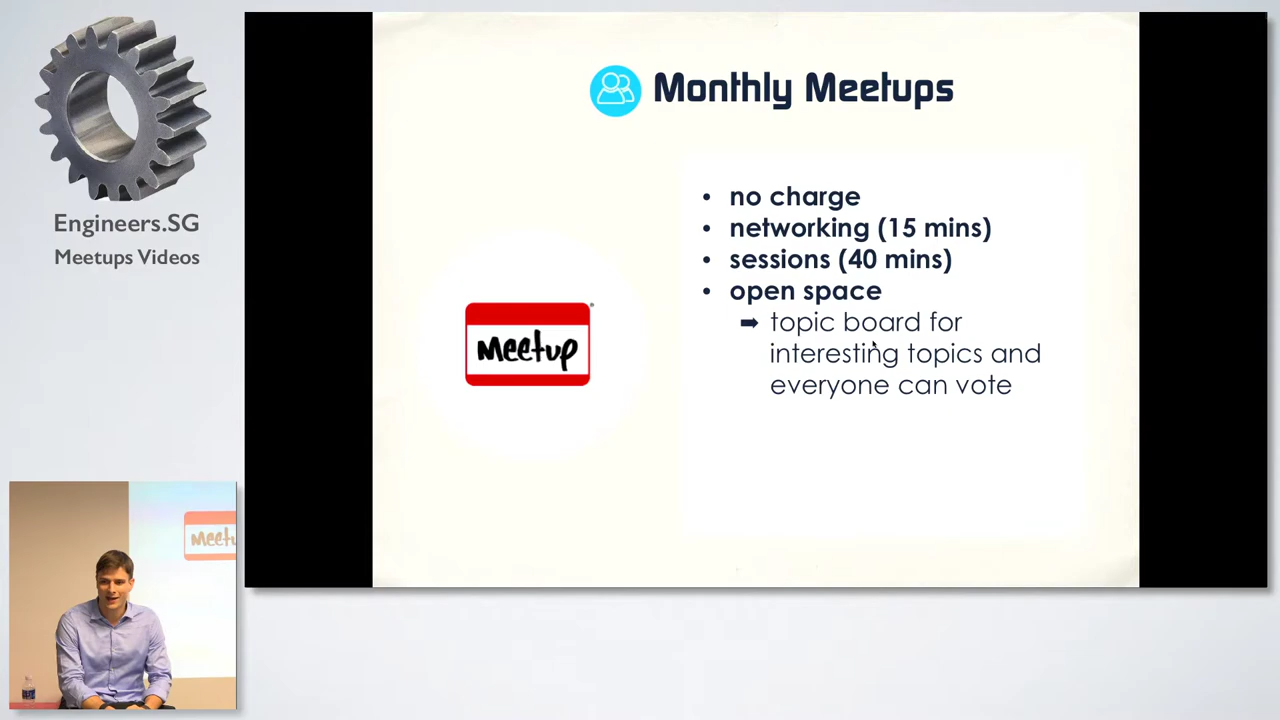 Engineers.SG
Meetups Videos
Monthly Meetups
• no charge
• networking (15 mins)
• sessions (40 mins)
• open space
➡ topic board for
interesting topics and
everyone can vote
meetup
meetu